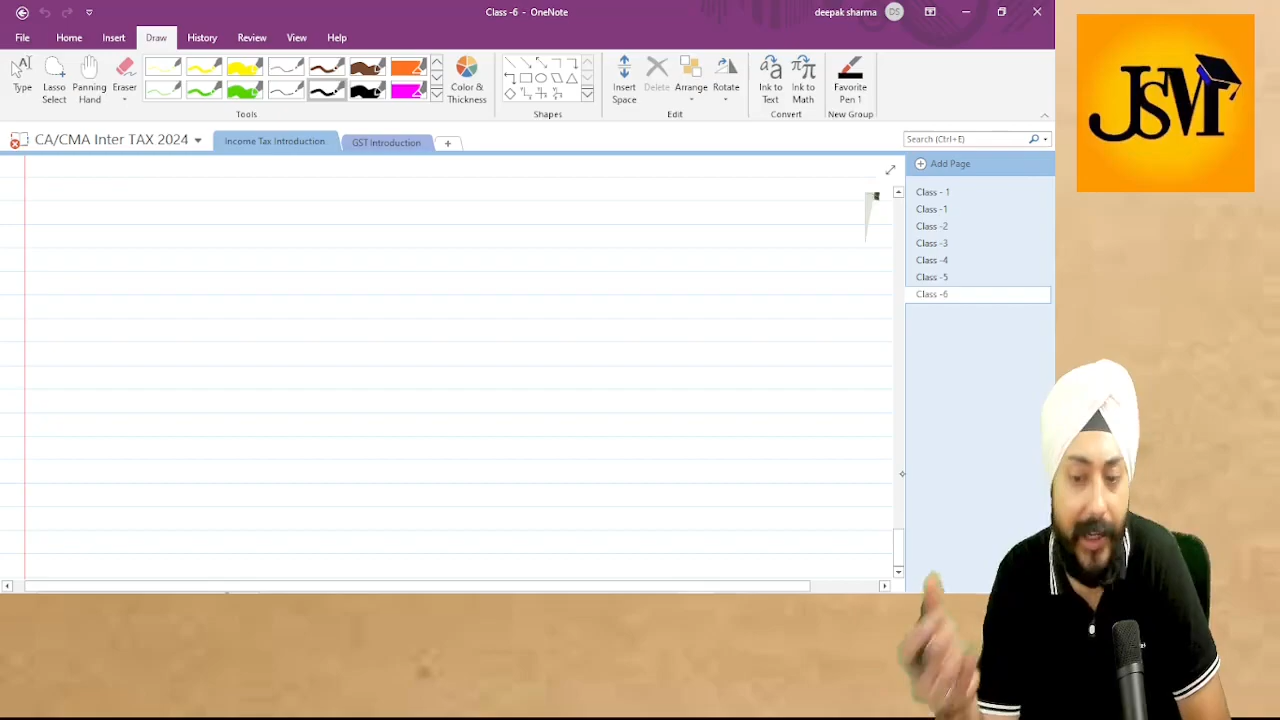 Class -6 - OneNote
deepak sharma DS
File Home Insert Draw History Review View Help
Type
Lasso Select
Panning Hand
Eraser
Color & Thickness
Insert Space
Delete
Arrange
Rotate
Ink to Text
Ink to Math
Favorite Pen 1
Tools
Shapes
Edit
Convert
New Group
CA/CMA Inter TAX 2024
Income Tax Introduction
GST Introduction
Search (Ctrl+E)
Add Page
Class - 1
Class -1
Class -2
Class -3
Class -4
Class -5
Class -6
JSM